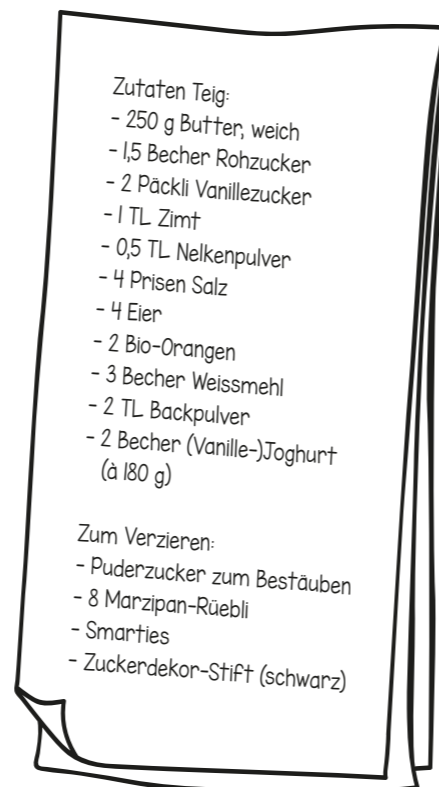 Zutaten Teig:
- 250 g Butter, weich
- 1,5 Becher Rohzucker
- 2 Päckli Vanillezucker
- 1 TL Zimt
- 0,5 TL Nelkenpulver
- 4 Prisen Salz
- 4 Eier
- 2 Bio-Orangen
- 3 Becher Weissmehl
- 2 TL Backpulver
- 2 Becher (Vanille-)Joghurt
(à 180 g)
Zum Verzieren:
- Puderzucker zum Bestäuben
- 8 Marzipan-Rüebli
- Smarties
- Zuckerdekor-Stift (schwarz)